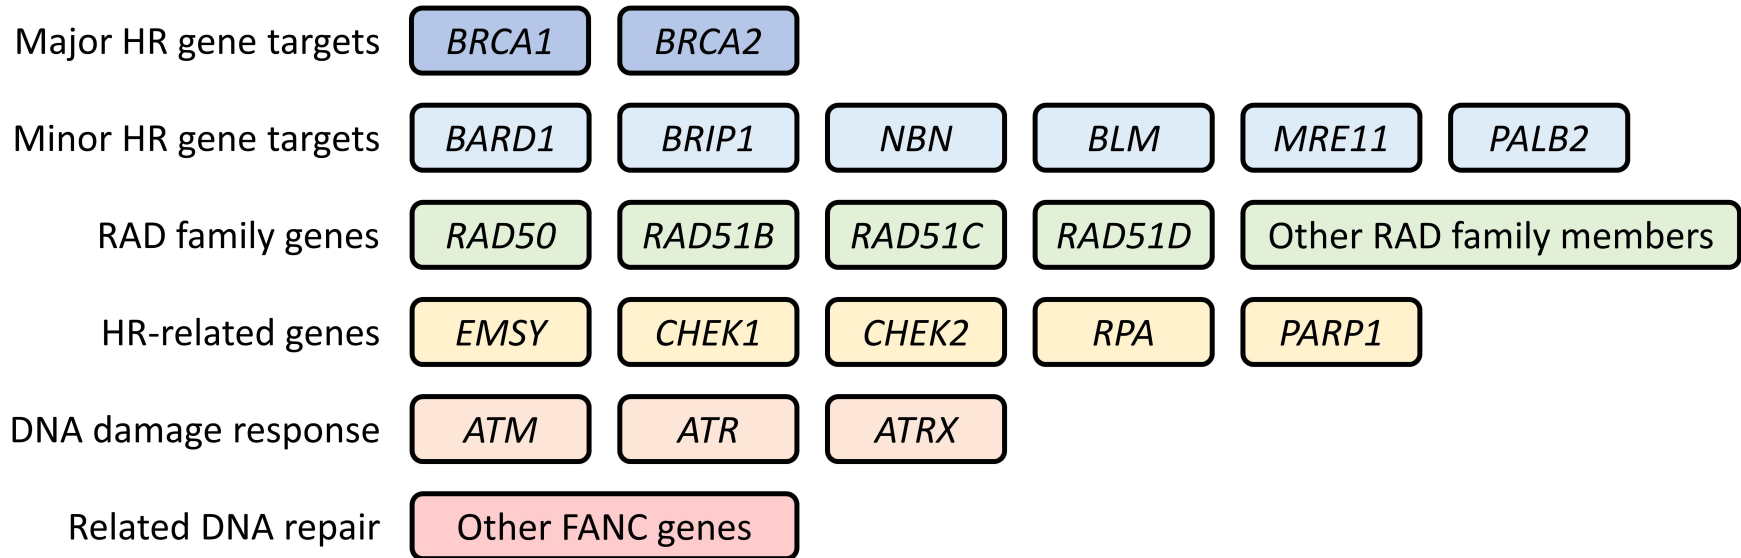 Major HR gene targets BRCA1 BRCA2
Minor HR gene targets BARD1 BRIP1 NBN BLM MRE11 PALB2
RAD family genes RAD50 RAD51B RAD51C RAD51D Other RAD family members
HR-related genes EMSY CHEK1 CHEK2 RPA PARP1
DNA damage response ATM ATR ATRX
Related DNA repair Other FANC genes